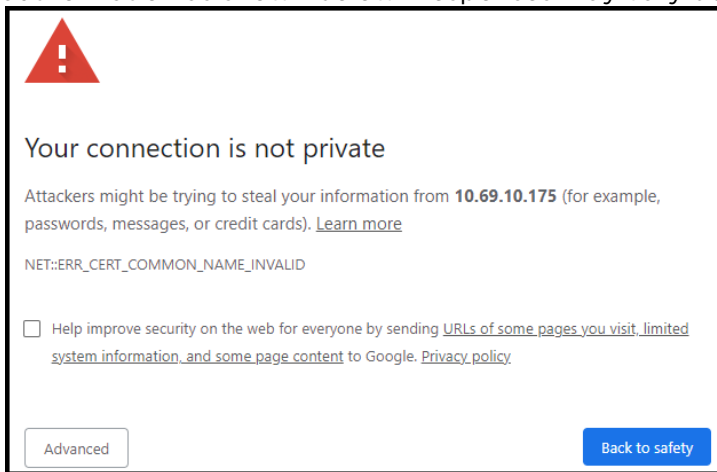 Your connection is not private
Attackers might be trying to steal your information from 10.69.10.175 (for example,
passwords, messages, or credit cards). Learn more
NET::ERR_CERT_COMMON_NAME_INVALID
Help improve security on the web for everyone by sending URLs of some pages you visit, limited
system information, and some page content to Google. Privacy policy
Advanced
Back to safety